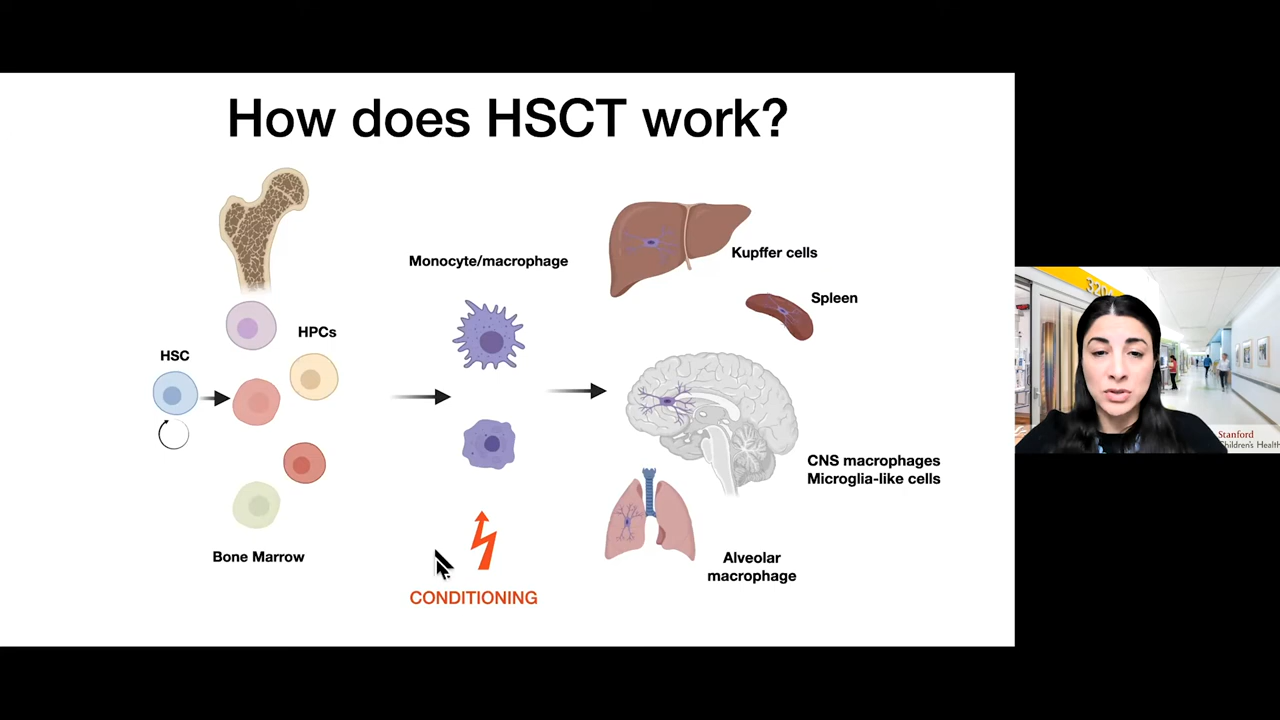 How does HSCT work?
Monocyte/macrophage
Kupffer cells
Spleen
HPCs
HSC
CNS macrophages
Microglia-like cells
Alveolar
macrophage
Bone Marrow
CONDITIONING
Stanford
Children's Health